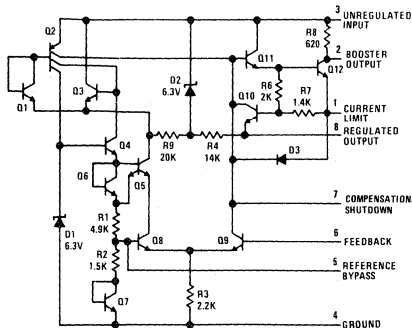 3 UNREGULATED INPUT
Q2
R8
620
2 BOOSTER OUTPUT
Q11
Q12
D2
6.3V
R6
2K
R7
1.4K
Q3
Q10
Q1
1 CURRENT LIMIT
8 REGULATED OUTPUT
R9
20K
R4
14K
Q4
D3
Q6
Q5
7 COMPENSATION/SHUTDOWN
R1
4.9K
D1
6.3V
Q8
Q9
6 FEEDBACK
R2
1.5K
5 REFERENCE BYPASS
R3
2.2K
Q7
4 GROUND